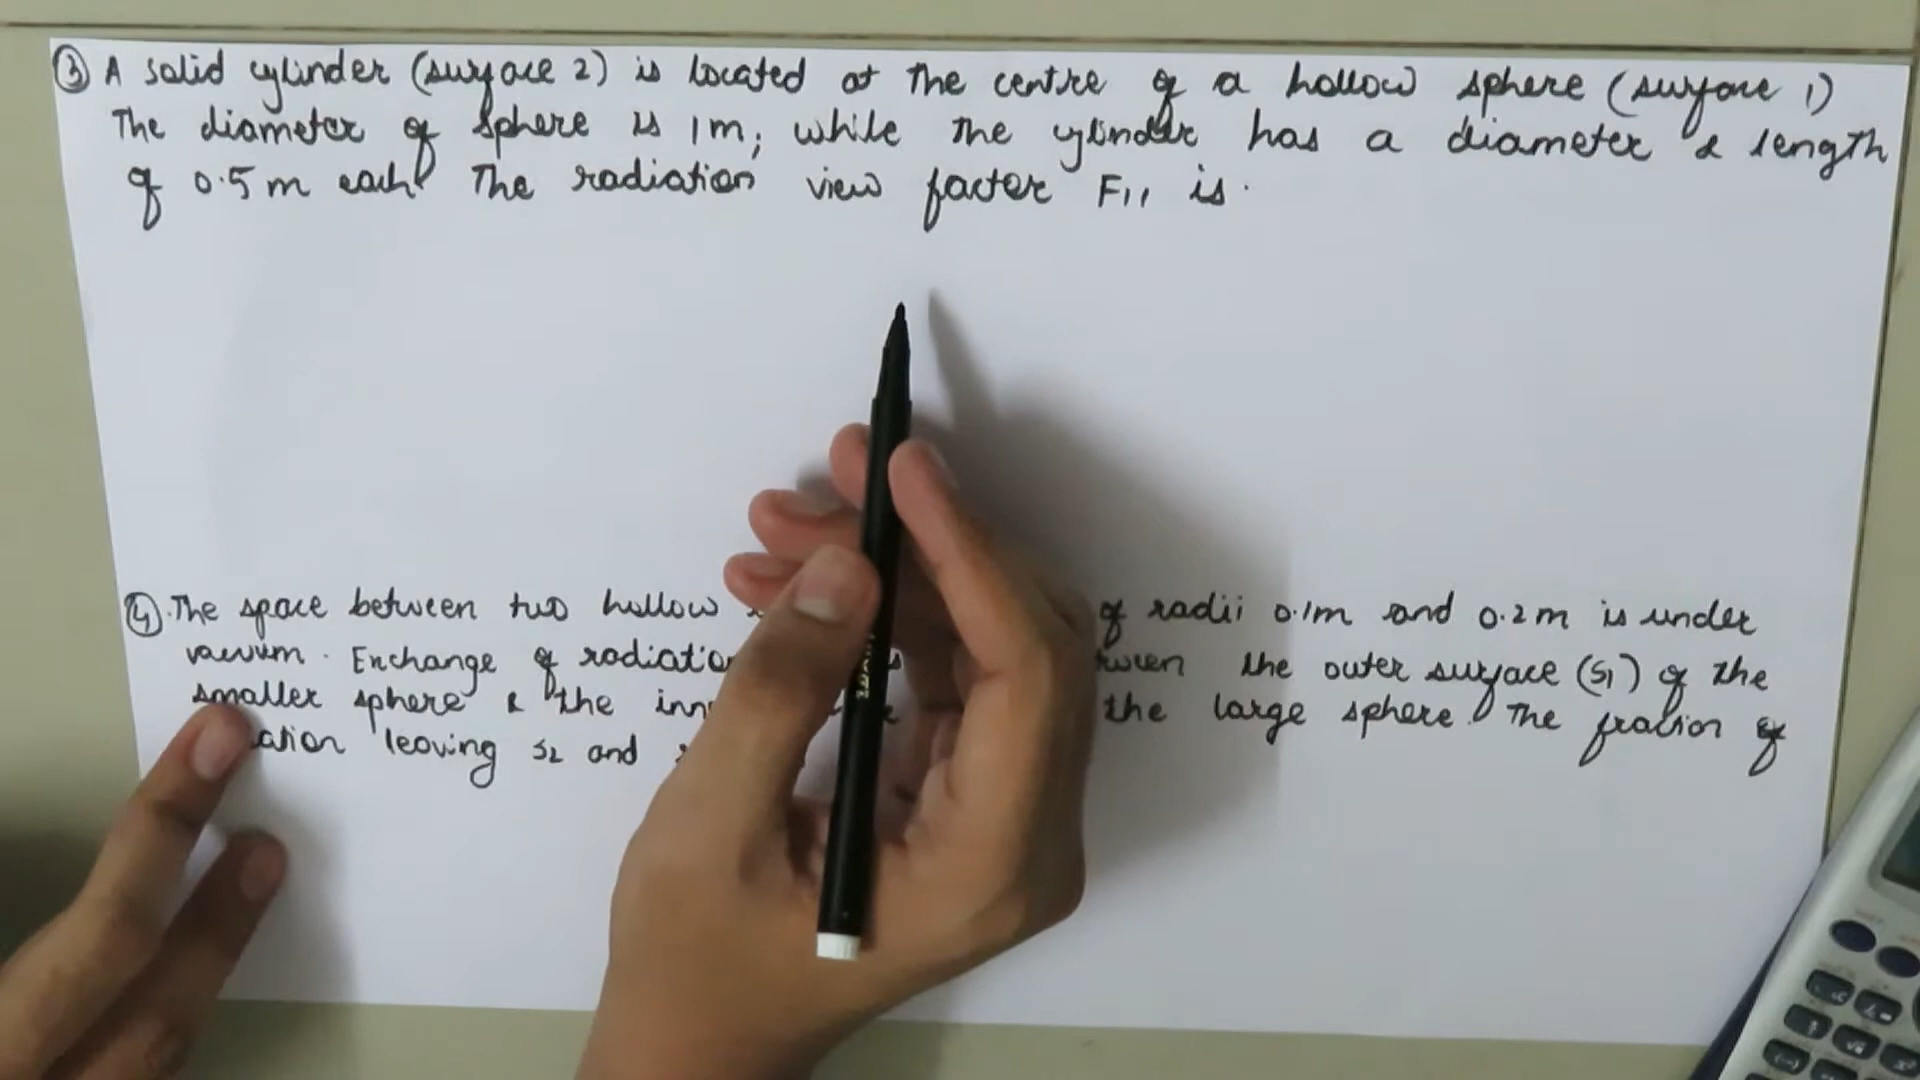 ③ A solid cylinder (surface 2) is located at the centre of a hollow sphere (surface 1)
The diameter of sphere is 1m; while the cylinder has a diameter & length
of 0.5m each. The radiation view factor F11 is.
④. The space between two hollow of radii 0.1m and 0.2m is under
vacuum. Exchange of the outer surface (S1) of the
smaller sphere & the the large sphere. The fraction of
leaving S2 and